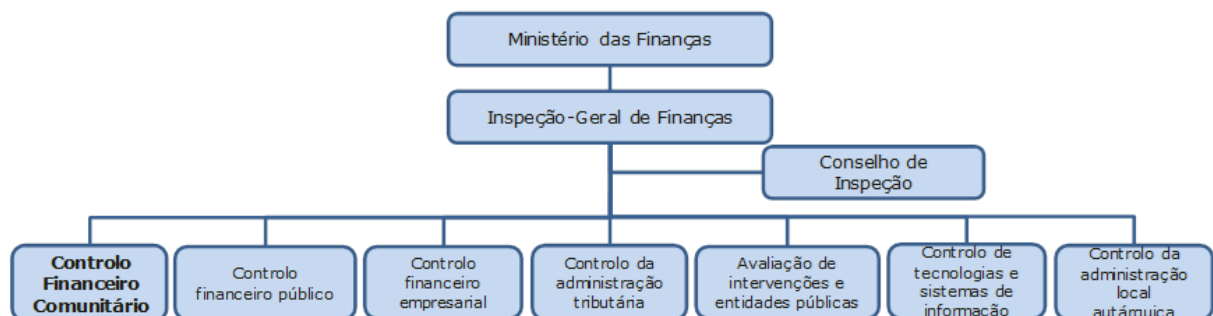 Ministério das Finanças
Inspeção-Geral de Finanças
Conselho de
Inspeção
Controlo
Financeiro
Comunitário
Controlo
financeiro público
Controlo
financeiro
empresarial
Controlo da
administração
tributária
Avaliação de
intervenções e
entidades públicas
Controlo de
tecnologias e
sistemas de
informação
Controlo da
administração
local
autárquica